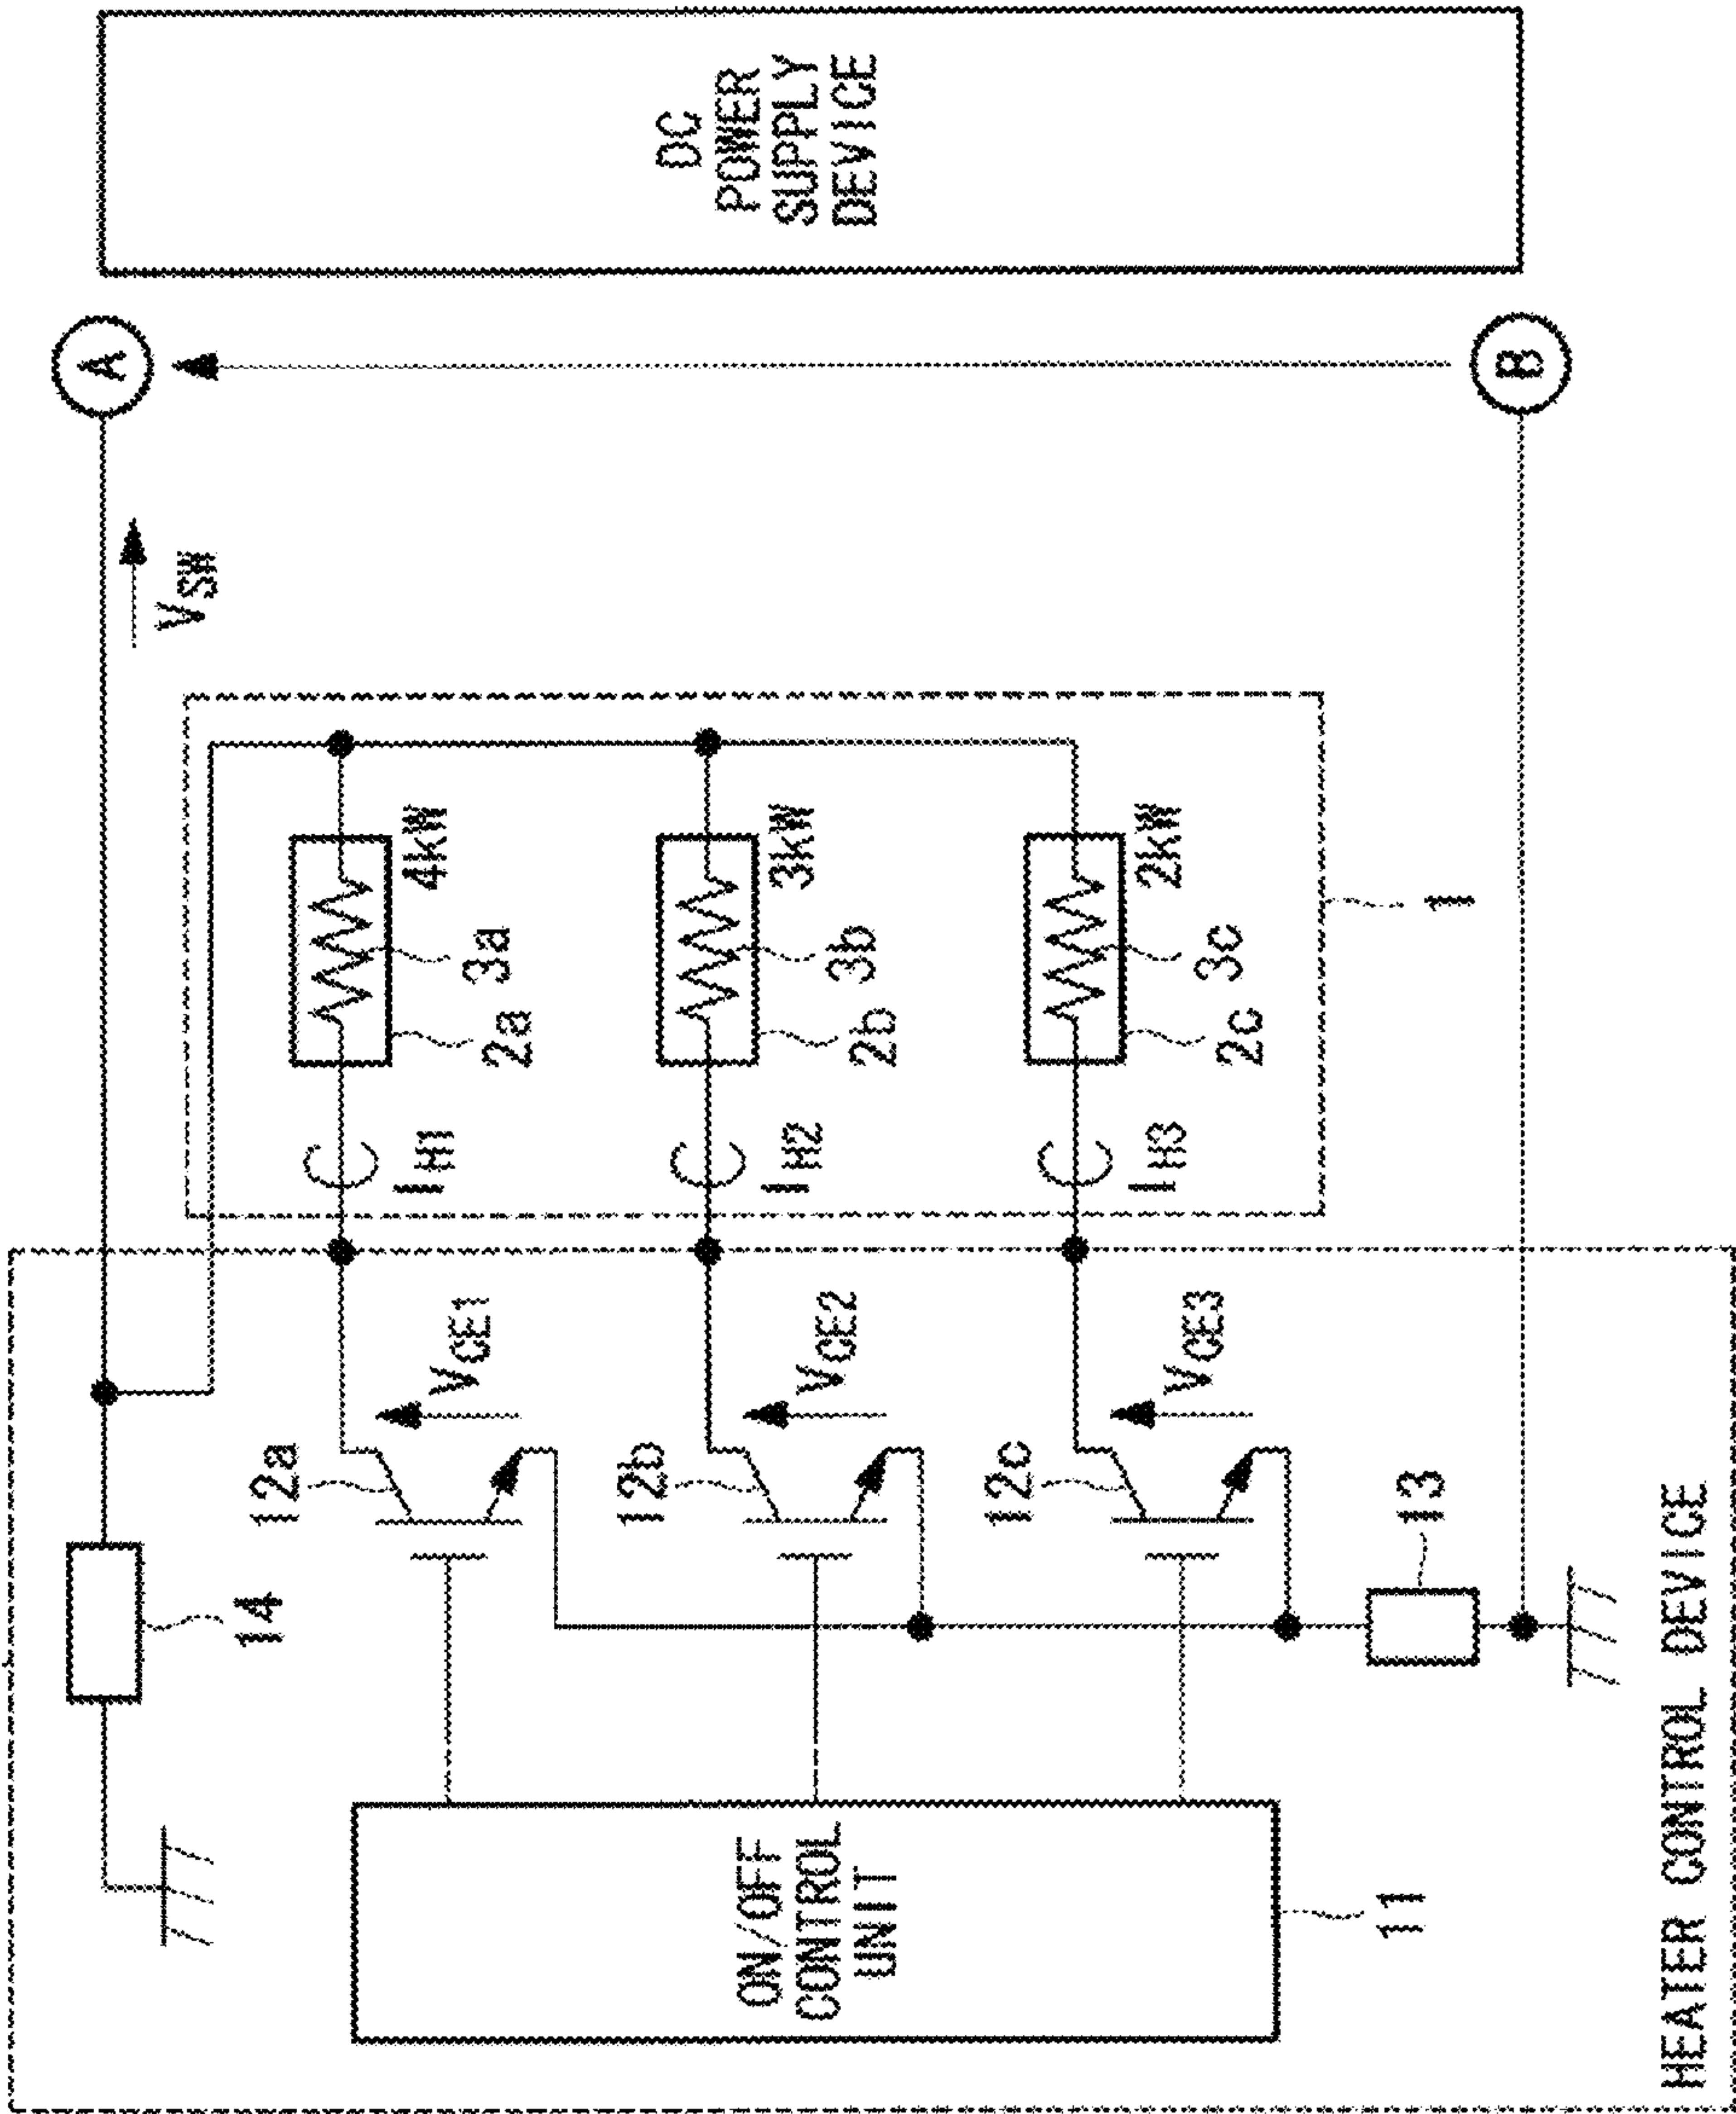 HEATER CONTROL DEVICE
ON/OFF
CONTROL
UNIT
11
14
12a
12b
12c
13
VCE1
VCE2
VCE3
IH1
IH2
IH3
2a
3a
4kW
2b
3b
3kW
2c
3c
2kW
1
VSW
A
B
DC
POWER
SUPPLY
DEVICE